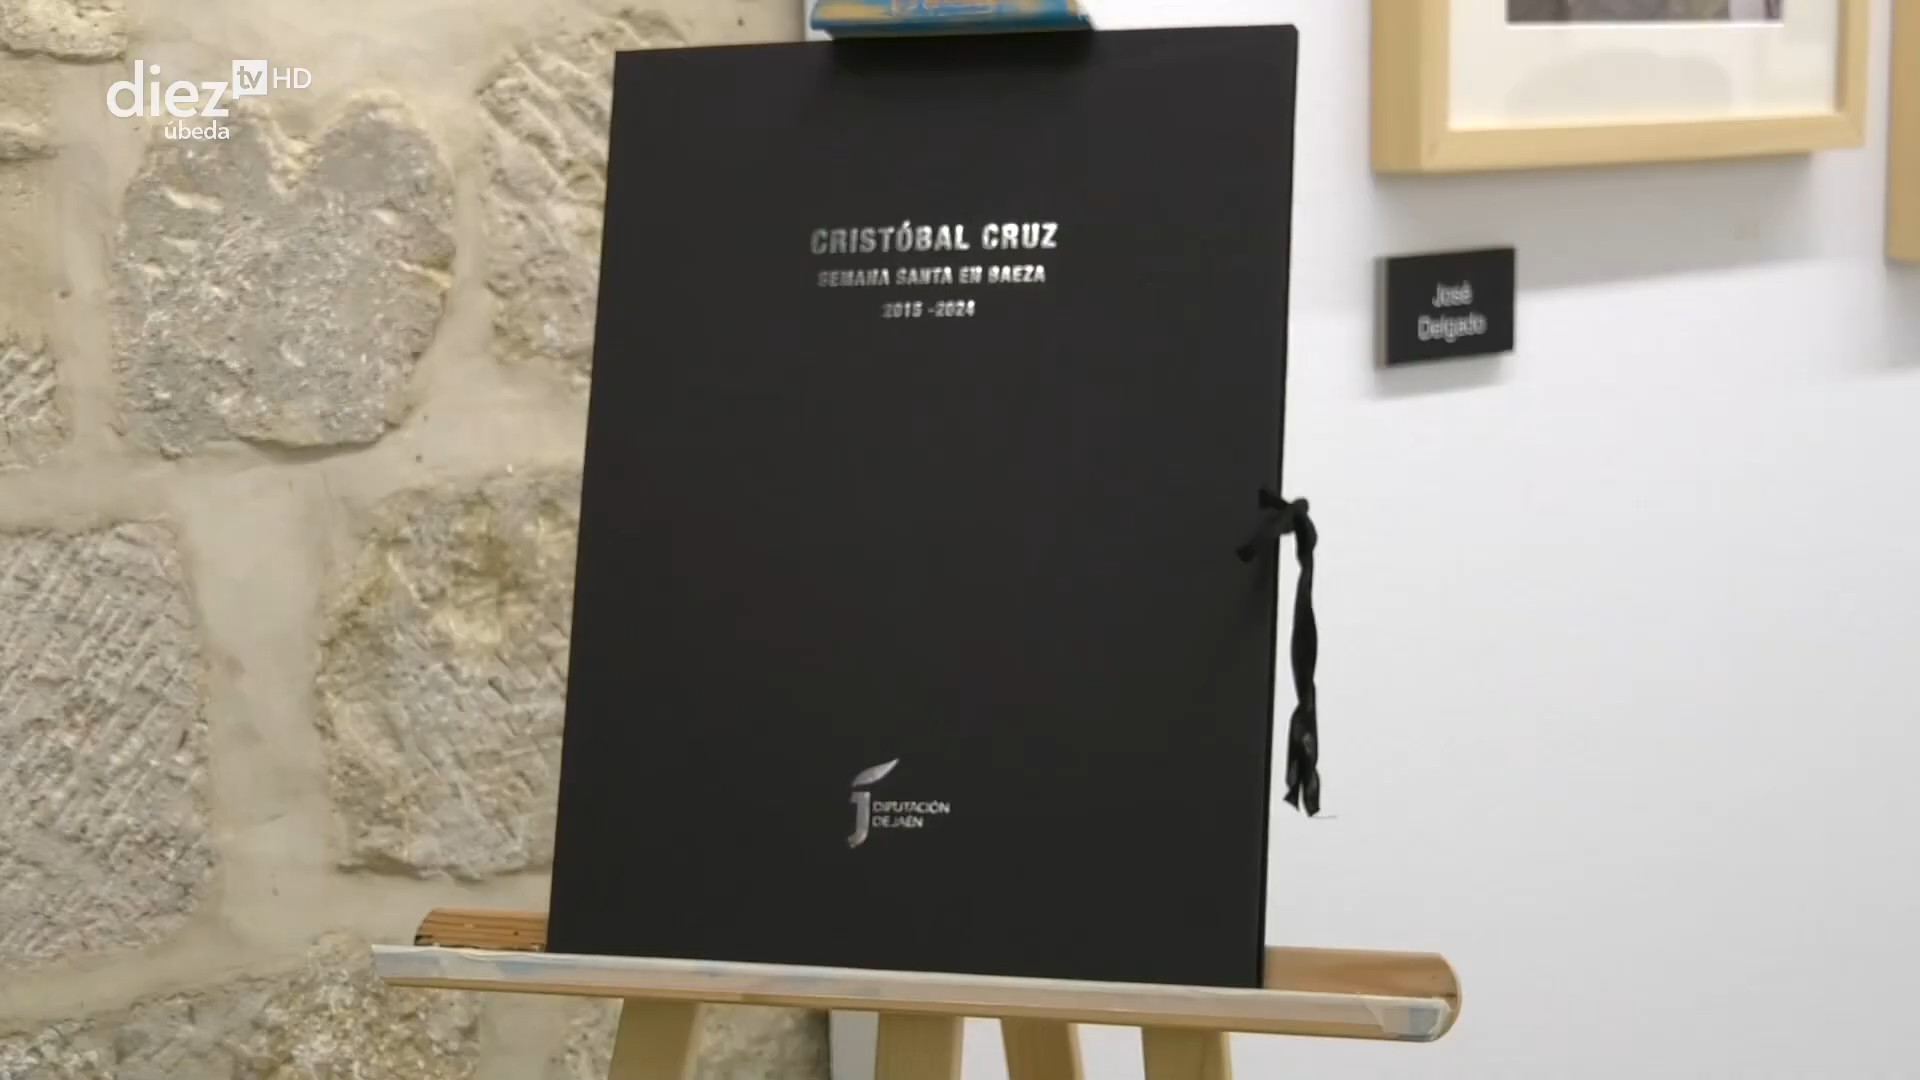 diez tv HD
úbeda
CRISTÓBAL CRUZ
SEMANA SANTA EN BAEZA
2015 - 2024
José
Delgado
DIPUTACIÓN
DE JAÉN